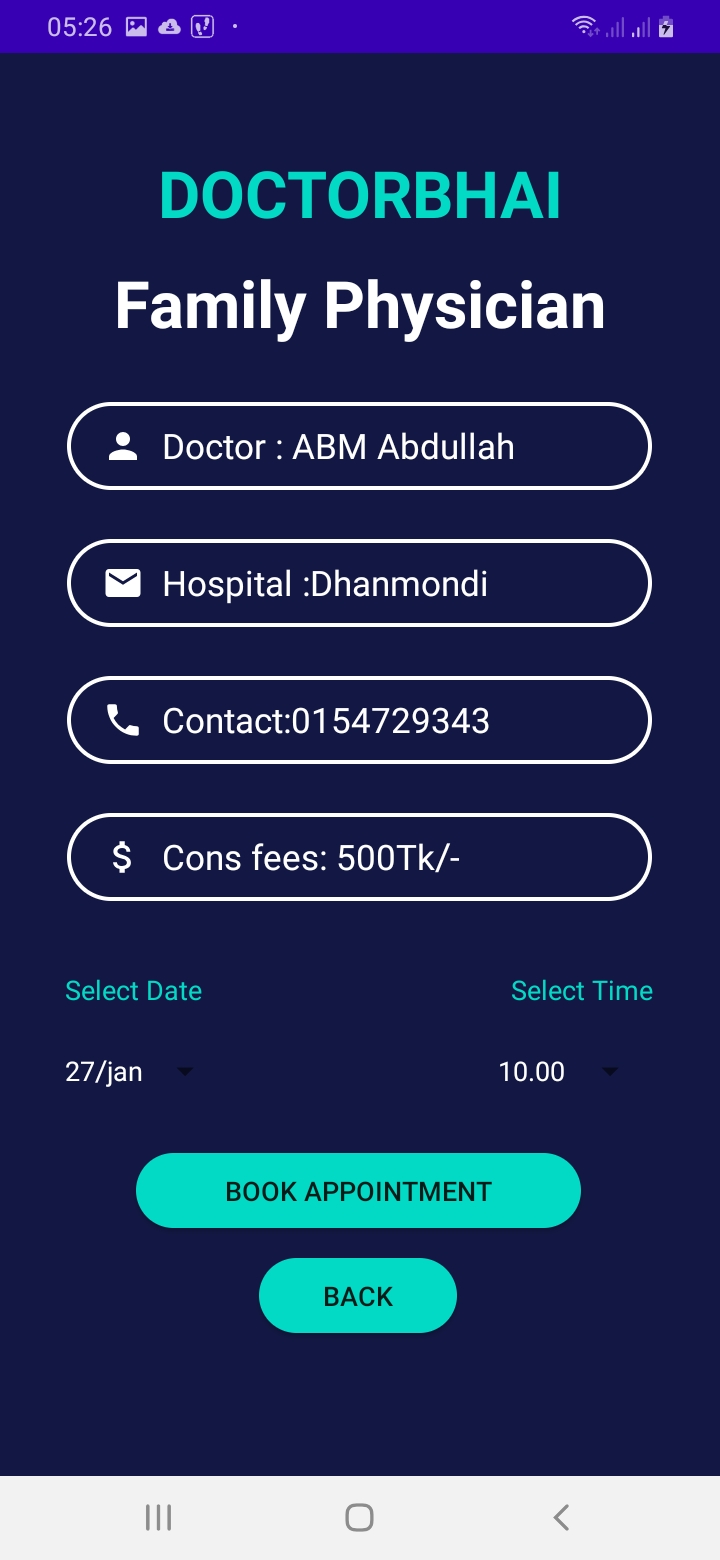 05:26
DOCTORBHAI
Family Physician
Doctor : ABM Abdullah
Hospital :Dhanmondi
Contact:0154729343
Cons fees: 500Tk/-
Select Date Select Time
27/jan 10.00
BOOK APPOINTMENT
BACK